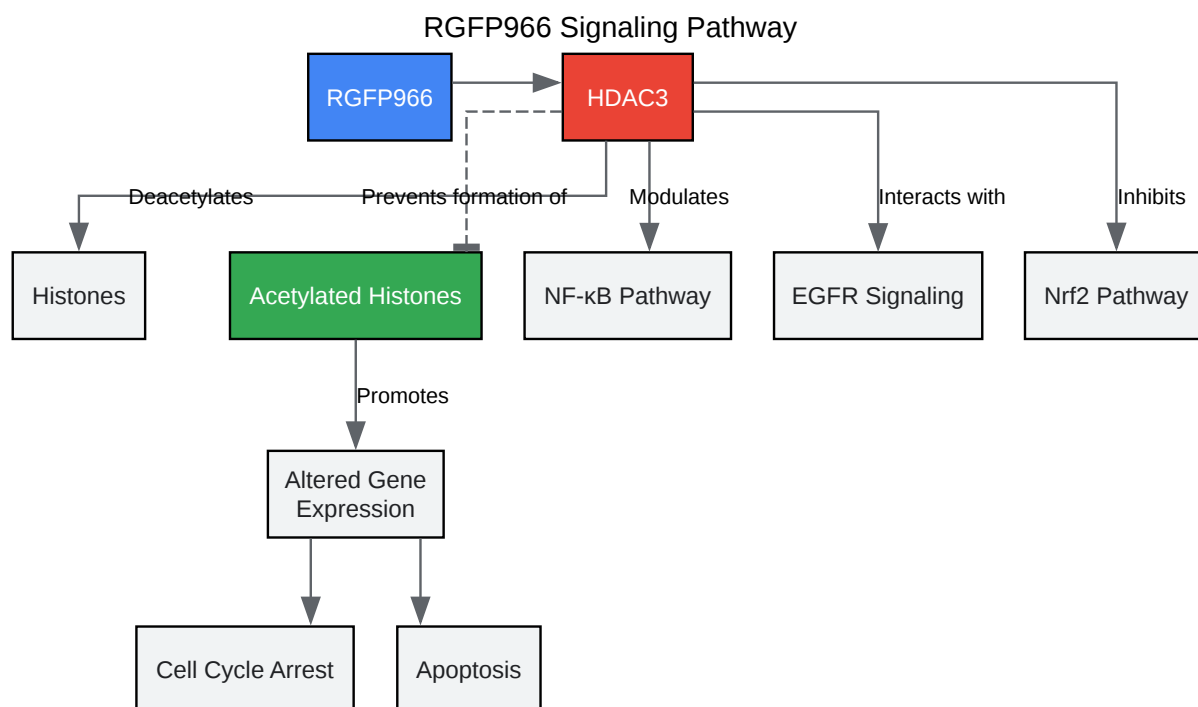 RGFP966 Signaling Pathway
RGFP966
HDAC3
Deacetylates
Prevents formation of
Modulates
Interacts with
Inhibits
Histones
Acetylated Histones
NF-κB Pathway
EGFR Signaling
Nrf2 Pathway
Promotes
Altered Gene
Expression
Cell Cycle Arrest
Apoptosis